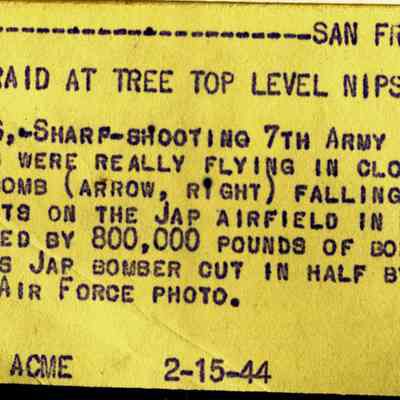 --------------------SAN FR
RAID AT TREE TOP LEVEL NIPS
S,-SHARP-SHOOTING 7TH ARMY
WERE REALLY FLYING IN CLO
OMB (ARROW, RIGHT) FALLING
TS ON THE JAP AIRFIELD IN
ED BY 800,000 POUNDS OF BO
S JAP BOMBER CUT IN HALF B
AIR FORCE PHOTO.
ACME 2-15-44